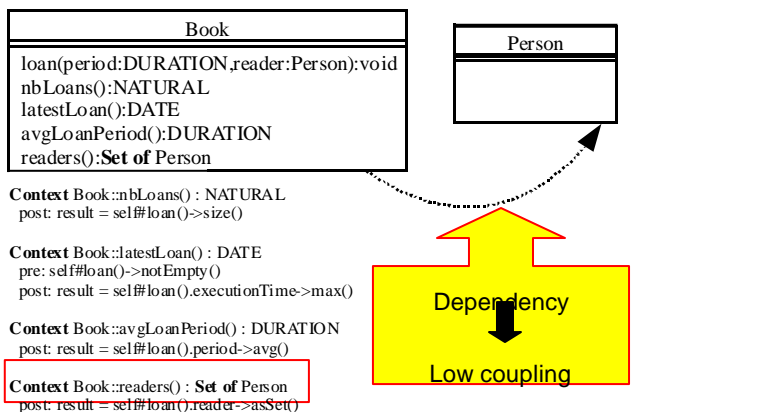 Book
loan(period:DURATION,reader:Person):void
nbLoans():NATURAL
latestLoan():DATE
avgLoanPeriod():DURATION
readers():Set of Person
Person
Context Book::nbLoans() : NATURAL
post: result = self#loan()->size()
Context Book::latestLoan() : DATE
pre: self#loan()->notEmpty()
post: result = self#loan().executionTime->max()
Context Book::avgLoanPeriod() : DURATION
post: result = self#loan().period->avg()
Context Book::readers() : Set of Person
post: result = self#loan().reader->asSet()
Dependency
Low coupling